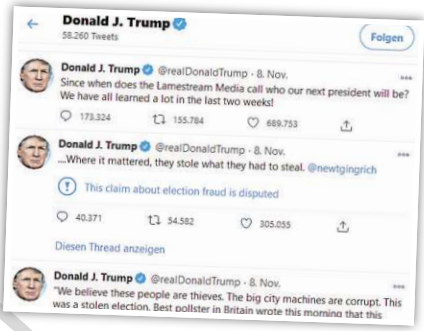 Donald J. Trump
58.260 Tweets
Folgen
Donald J. Trump @realDonaldTrump · 8. Nov.
Since when does the Lamestream Media call who our next president will be?
We have all learned a lot in the last two weeks!
173.324 155.784 689.753
Donald J. Trump @realDonaldTrump · 8. Nov.
....Where it mattered, they stole what they had to steal. @newtgingrich
This claim about election fraud is disputed
40.371 54.582 305.055
Diesen Thread anzeigen
Donald J. Trump @realDonaldTrump · 8. Nov.
"We believe these people are thieves. The big city machines are corrupt. This
was a stolen election. Best pollster in Britain wrote this morning that this